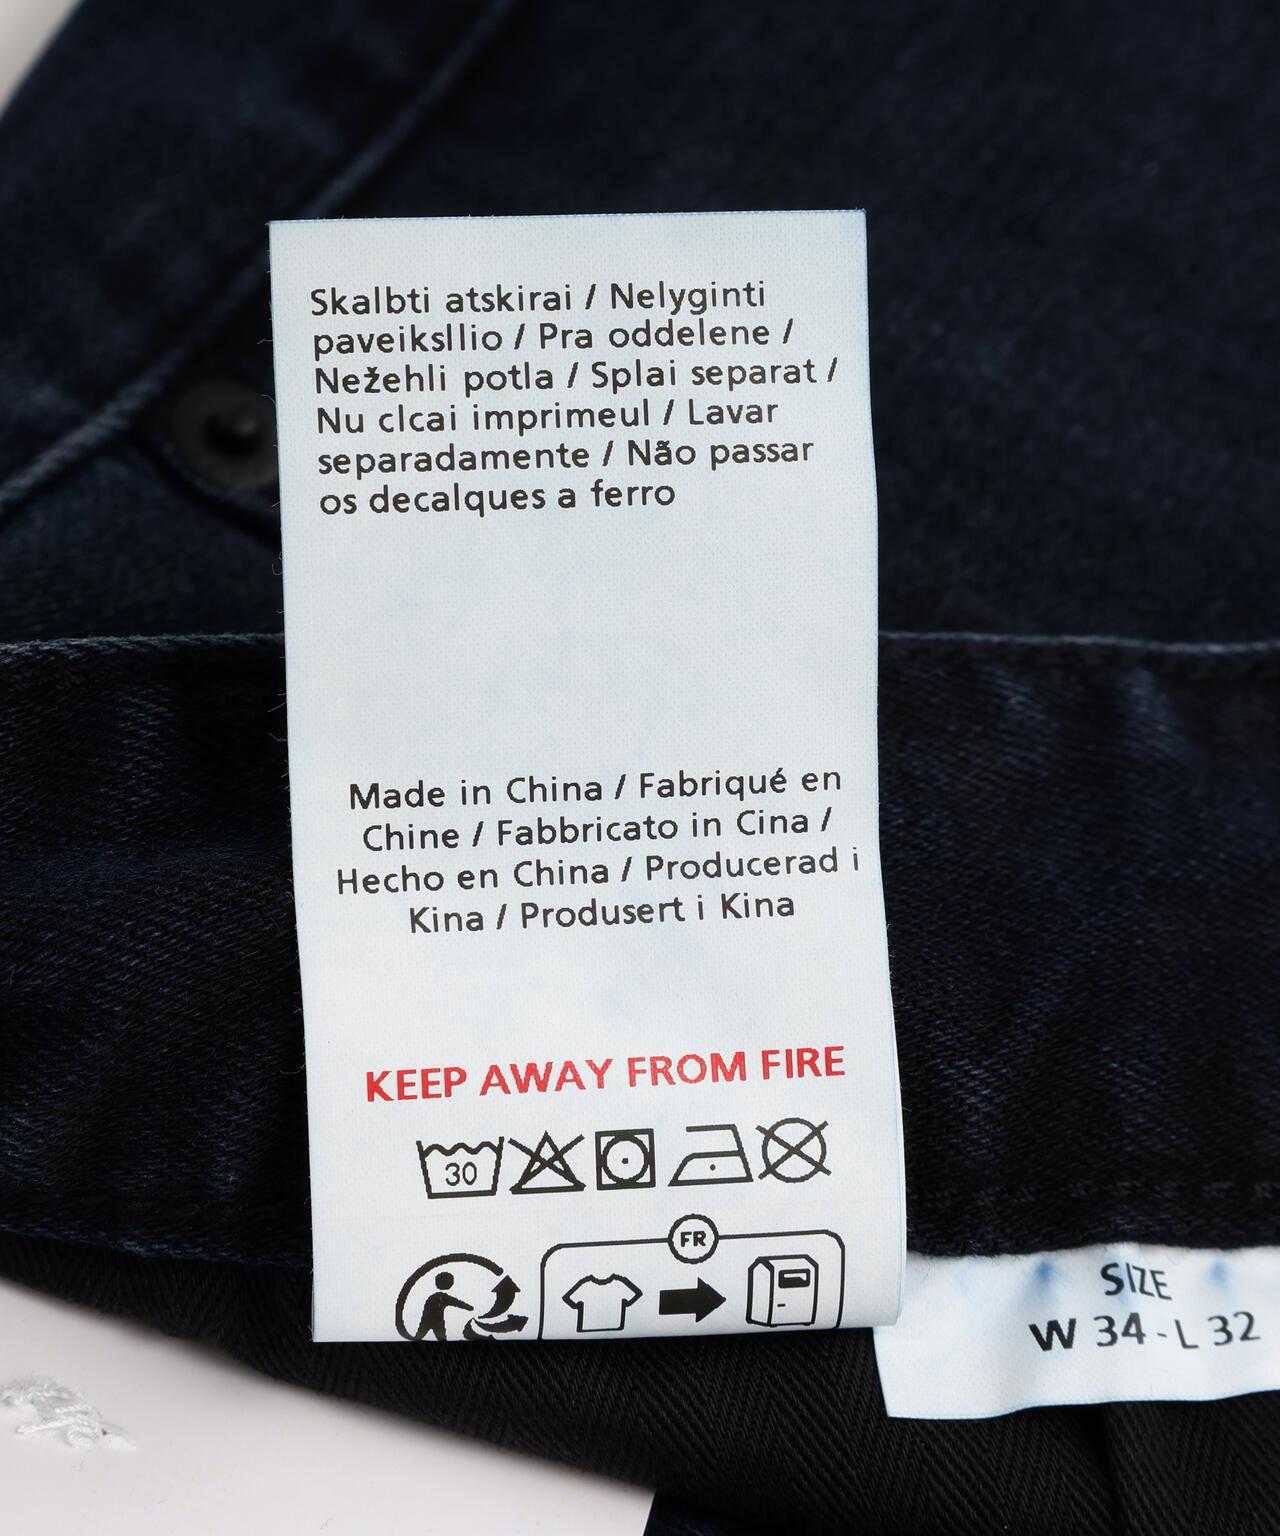 Skalbti atskirai / Nelyginti
paveiksllio / Pra oddelene /
Nežehli potla / Splai separat /
Nu clcai imprimeul / Lavar
separadamente / Não passar
os decalques a ferro
Made in China / Fabriqué en
Chine / Fabbricato in Cina /
Hecho en China / Producerad i
Kina / Produsert i Kina
KEEP AWAY FROM FIRE
30
FR
SIZE
W 34 - L 32